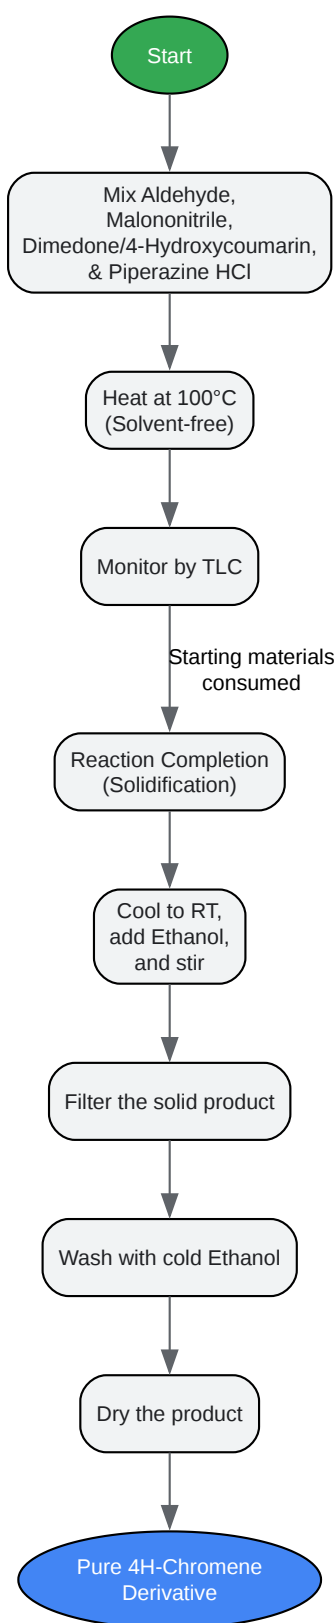 Start
Mix Aldehyde,
Malononitrile,
Dimedone/4-Hydroxycoumarin,
& Piperazine HCl
Heat at 100°C
(Solvent-free)
Monitor by TLC
Starting materials
consumed
Reaction Completion
(Solidification)
Cool to RT,
add Ethanol,
and stir
Filter the solid product
Wash with cold Ethanol
Dry the product
Pure 4H-Chromene
Derivative